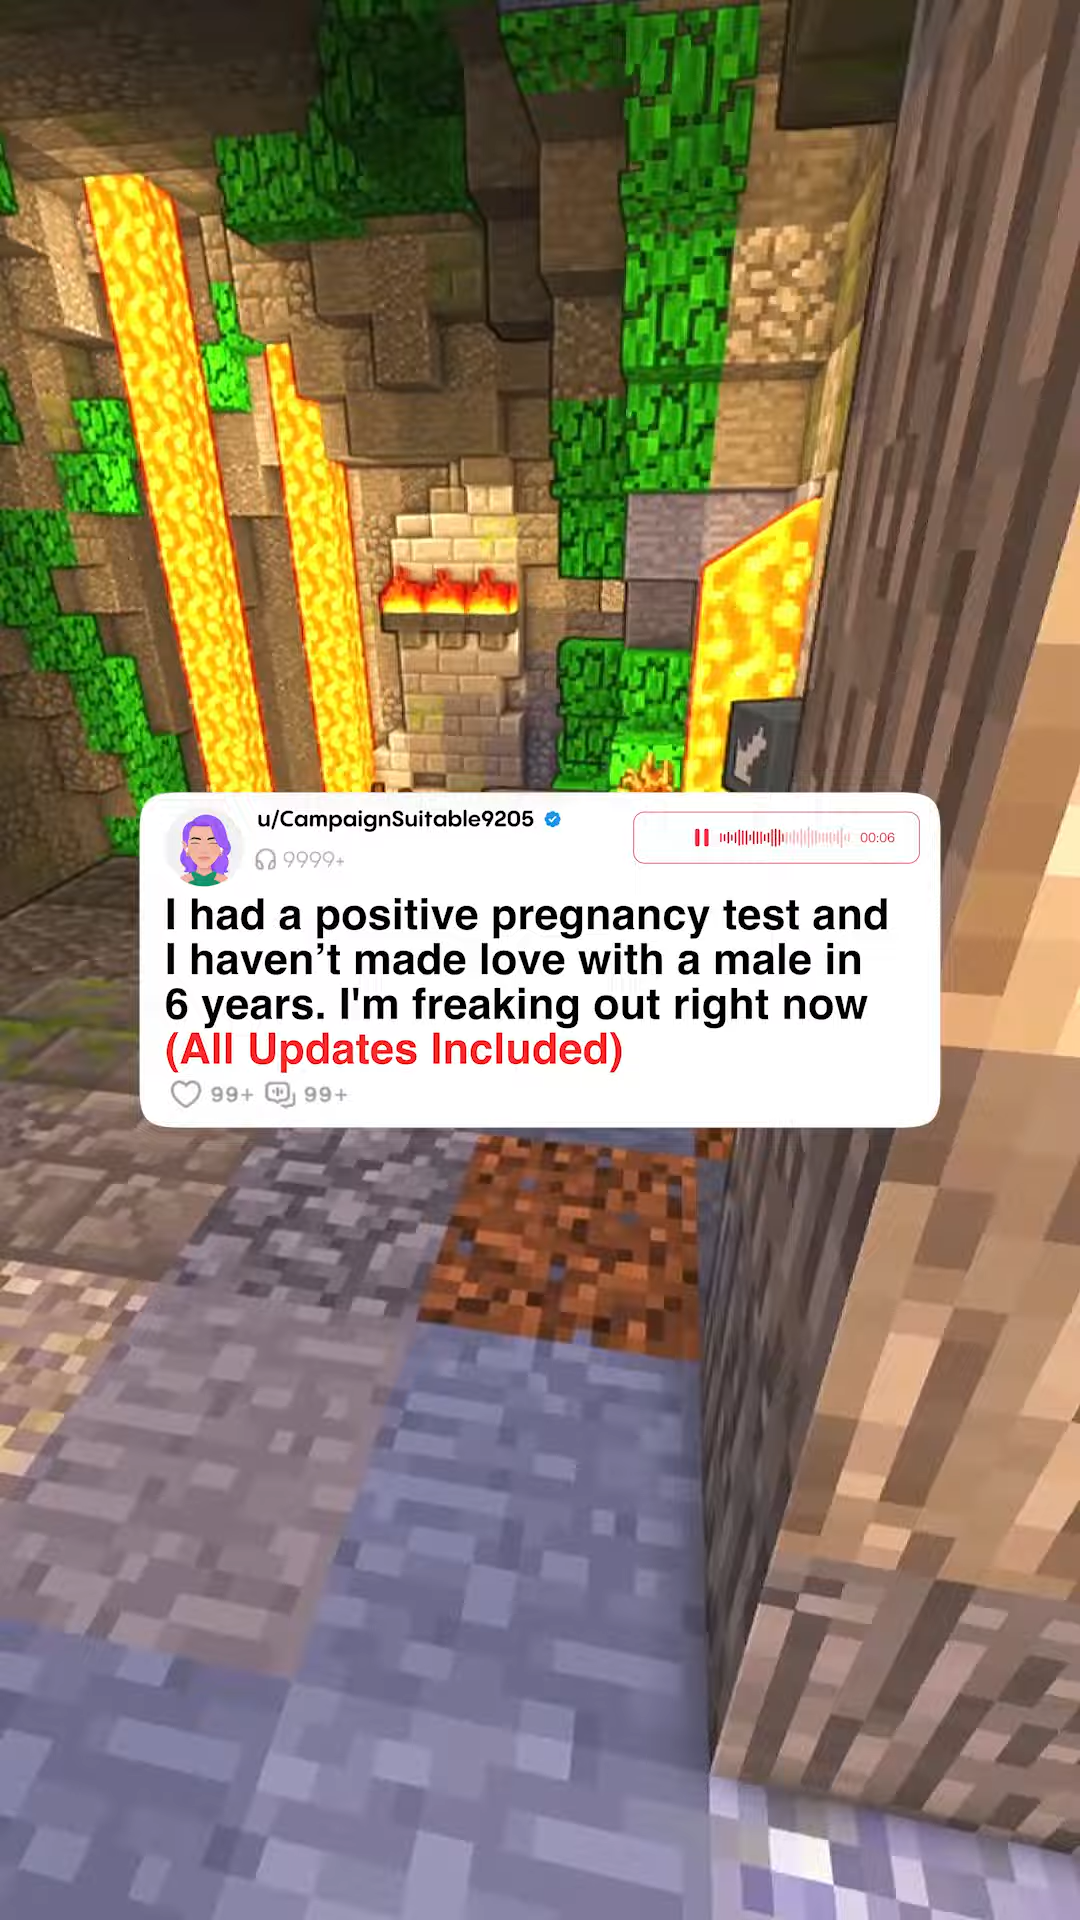 u/CampaignSuitable9205
9999+
00:06
I had a positive pregnancy test and
I haven’t made love with a male in
6 years. I'm freaking out right now
(All Updates Included)
99+ 99+